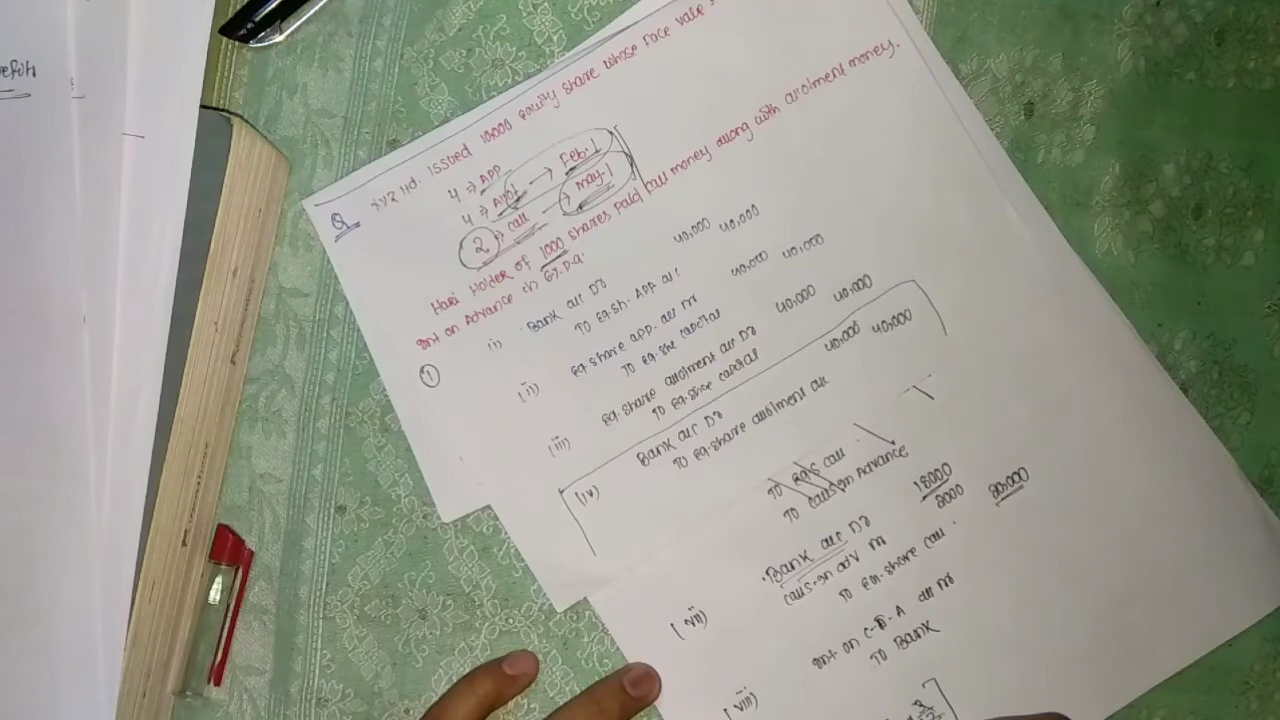 Q XYZ ltd. issued 10,000 equity share whose Face value
4 → App
4 → Allot → Feb. 1
2 → call → may-1
Hari Holder of 1000 shares paid call money along with allotment money.
Int on Advance
(i) Bank a/c Dr 40,000
To Eq. Sh. App a/c 40,000
(ii) Eq. share app. a/c Dr 40,000
To Eq. she capital 40,000
(iii) Eq. share allotment a/c Dr 40,000
To Eq. share capital 40,000
(iv) Bank a/c Dr 40,000
To Eq. share allotment a/c 40,000
To calls in Advance
(vii) Bank a/c Dr 18000
calls-in adv Dr 2000
To Eq. share call 20,000
(viii) Int on C-I-A a/c Dr
To Bank